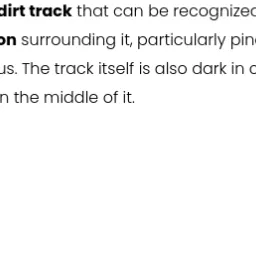 dirt track that can be recognized
on surrounding it, particularly pin
us. The track itself is also dark in c
n the middle of it.